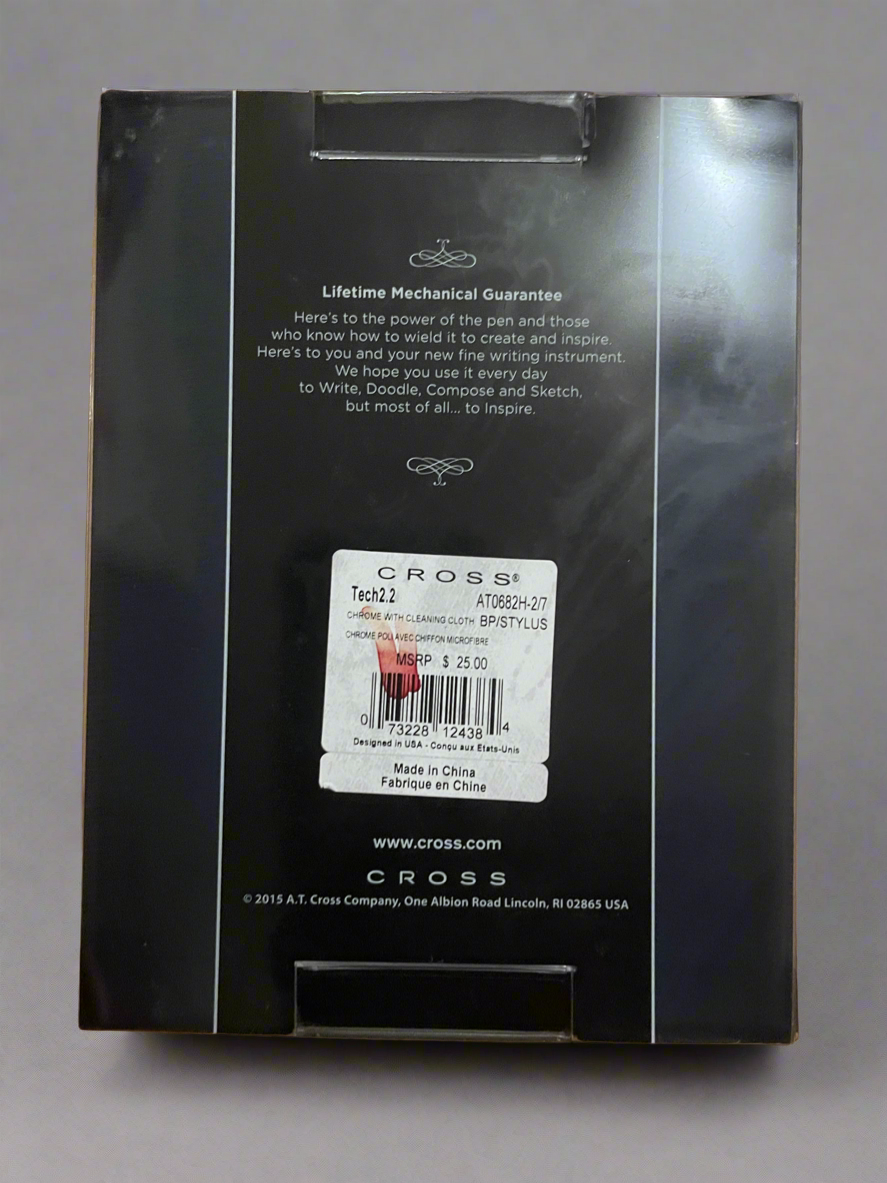 Lifetime Mechanical Guarantee
Here's to the power of the pen and those
who know how to wield it to create and inspire.
Here's to you and your new fine writing instrument.
We hope you use it every day
to Write, Doodle, Compose and Sketch,
but most of all... to Inspire.
CROSS®
Tech2.2 AT0682H-2/7
CHROME WITH CLEANING CLOTH BP/STYLUS
CHROME POLI AVEC CHIFFON MICROFIBRE
MSRP $ 25.00
0 73228 12438 4
Designed in USA - Conçu aux Etats-Unis
Made in China
Fabrique en Chine
www.cross.com
CROSS
© 2015 A.T. Cross Company, One Albion Road Lincoln, RI 02865 USA